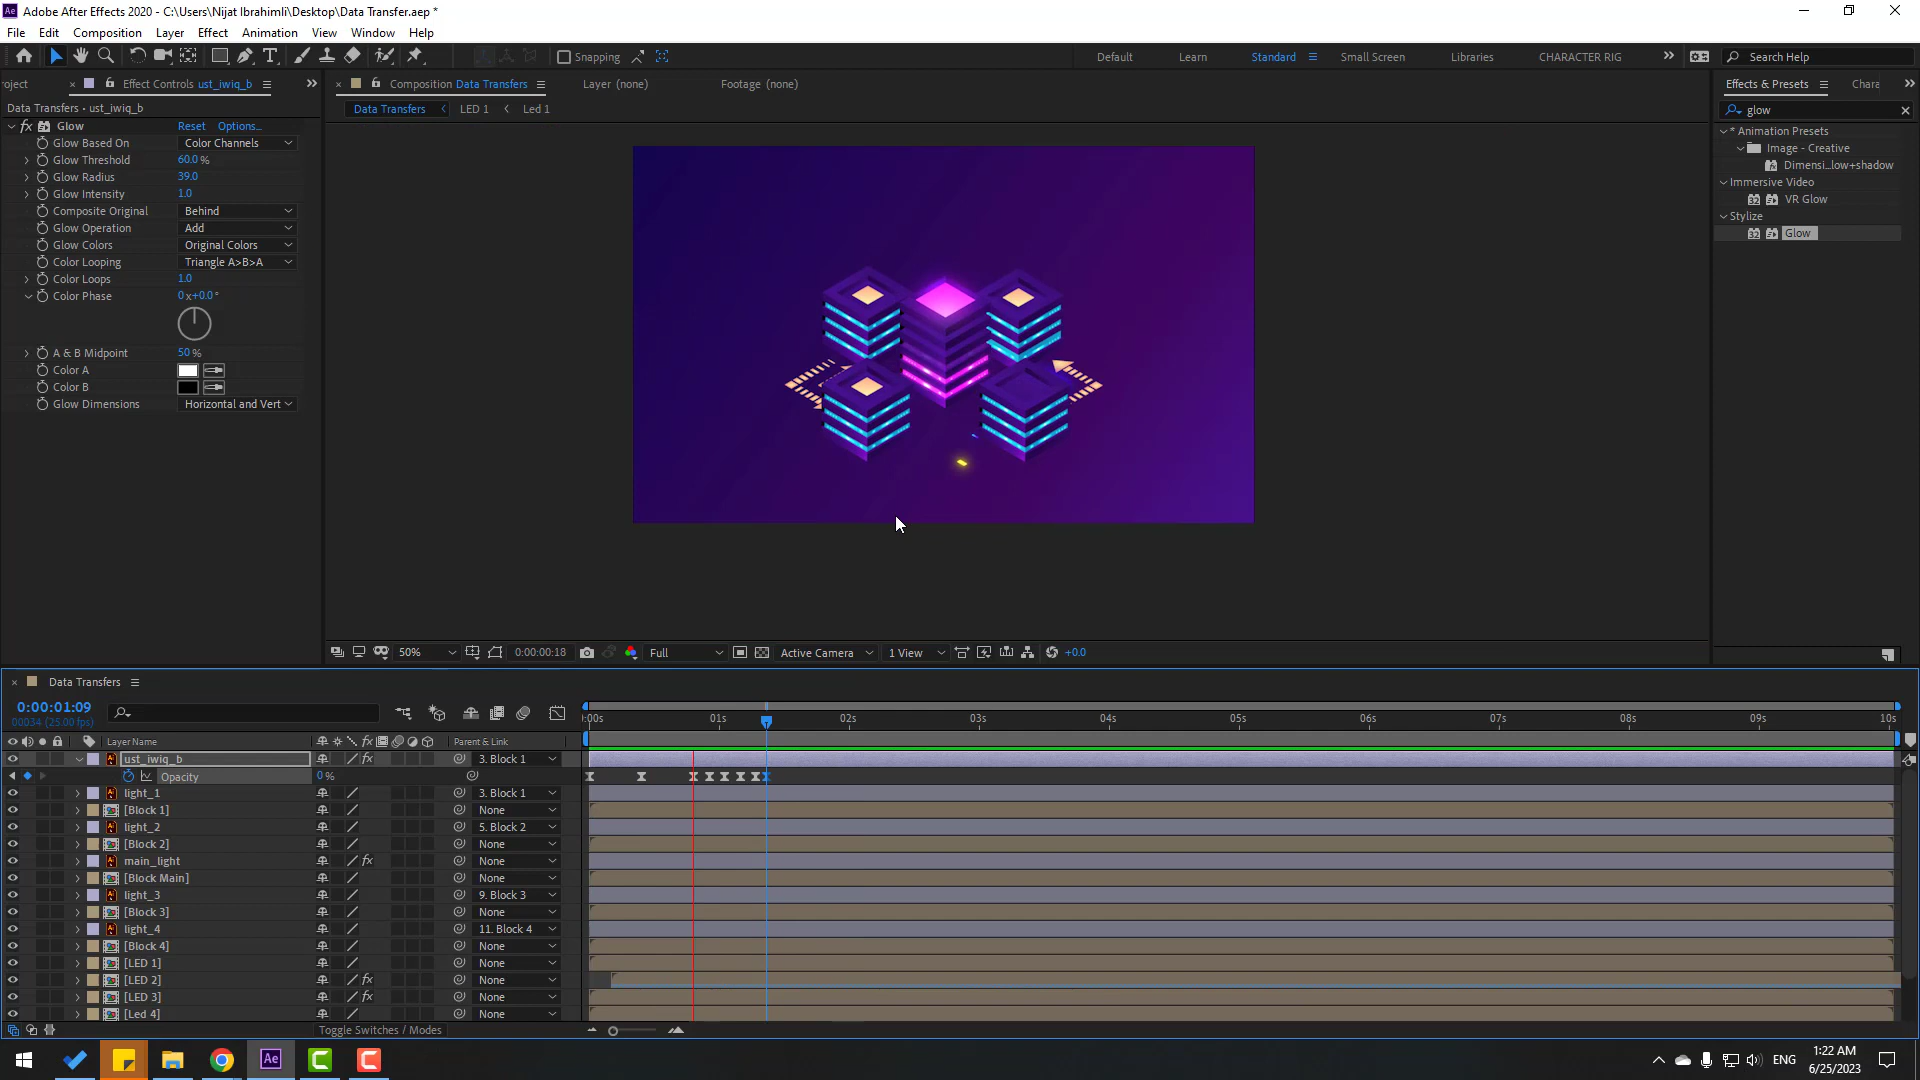 Adobe After Effects 2020 - C:\Users\Nijat Ibrahimli\Desktop\Data Transfer.aep *
File Edit Composition Layer Effect Animation View Window Help
Snapping Default Learn Standard Small Screen Libraries CHARACTER RIG Search Help
roject Effect Controls ust_iwiq_b Composition Data Transfers Layer (none) Footage (none) Effects & Presets Chara
Data Transfers • ust_iwiq_b Data Transfers LED 1 Led 1 glow
fx Glow Reset Options...
Glow Based On Color Channels
Glow Threshold 60.0 %
Glow Radius 39.0
Glow Intensity 1.0
Composite Original Behind
Glow Operation Add
Glow Colors Original Colors
Color Looping Triangle A>B>A
Color Loops 1.0
Color Phase 0x+0.0°
A & B Midpoint 50 %
Color A
Color B
Glow Dimensions Horizontal and Vert
* Animation Presets
Image - Creative
Dimensi...low+shadow
Immersive Video
32 VR Glow
Stylize
32 Glow
50% 0:00:00:18 Full Active Camera 1 View +0.0
Data Transfers
0:00:01:09
00034 (25.00 fps)
):00s 01s 02s 03s 04s 05s 06s 07s 08s 09s 10s
Layer Name fx Parent & Link
ust_iwiq_b fx 3. Block 1
Opacity 0 %
light_1 3. Block 1
[Block 1] None
light_2 5. Block 2
[Block 2] None
main_light fx None
[Block Main] None
light_3 9. Block 3
[Block 3] None
light_4 11. Block 4
[Block 4] None
[LED 1] None
[LED 2] fx None
[LED 3] fx None
[Led 4] None
Toggle Switches / Modes
Ae ENG 1:22 AM
6/25/2023